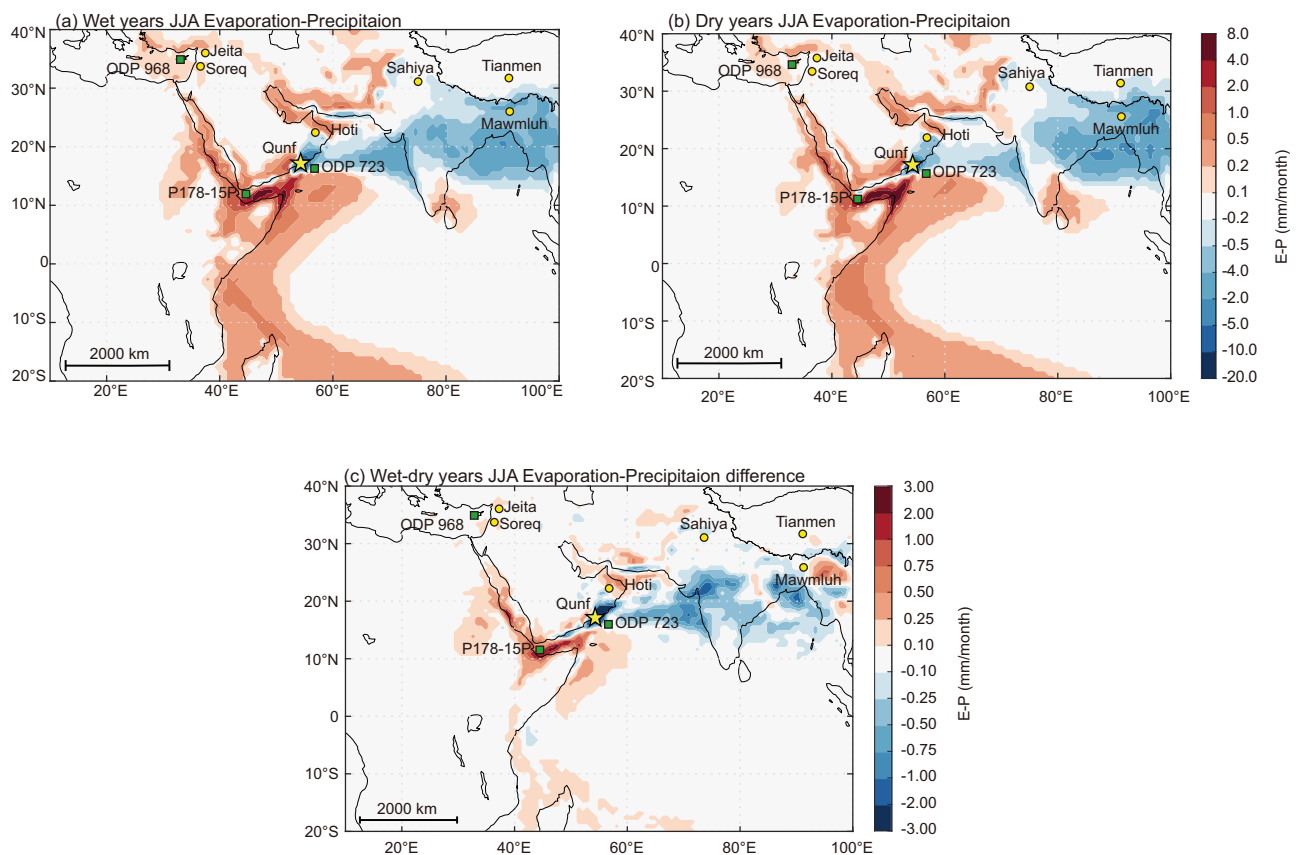 (a) Wet years JJA Evaporation-Precipitaion
40°N
30°N
20°N
10°N
0
10°S
20°S
20°E
40°E
60°E
80°E
100°E
Jeita
ODP 968
Soreq
Sahiya
Tianmen
Mawmluh
Hoti
Qunf
ODP 723
P178-15P
2000 km
(b) Dry years JJA Evaporation-Precipitaion
40°N
30°N
20°N
10°N
0
10°S
20°S
20°E
40°E
60°E
80°E
100°E
Jeita
ODP 968
Soreq
Sahiya
Tianmen
Mawmluh
Hoti
Qunf
ODP 723
P178-15P
2000 km
8.0
4.0
2.0
1.0
0.5
0.2
0.1
-0.2
-0.5
-4.0
-2.0
-5.0
-10.0
-20.0
E-P (mm/month)
(c) Wet-dry years JJA Evaporation-Precipitaion difference
40°N
30°N
20°N
10°N
0
10°S
20°S
20°E
40°E
60°E
80°E
100°E
Jeita
ODP 968
Soreq
Sahiya
Tianmen
Mawmluh
Hoti
Qunf
ODP 723
P178-15P
2000 km
3.00
2.00
1.00
0.75
0.50
0.25
0.10
-0.10
-0.25
-0.50
-0.75
-1.00
-2.00
-3.00
E-P (mm/month)